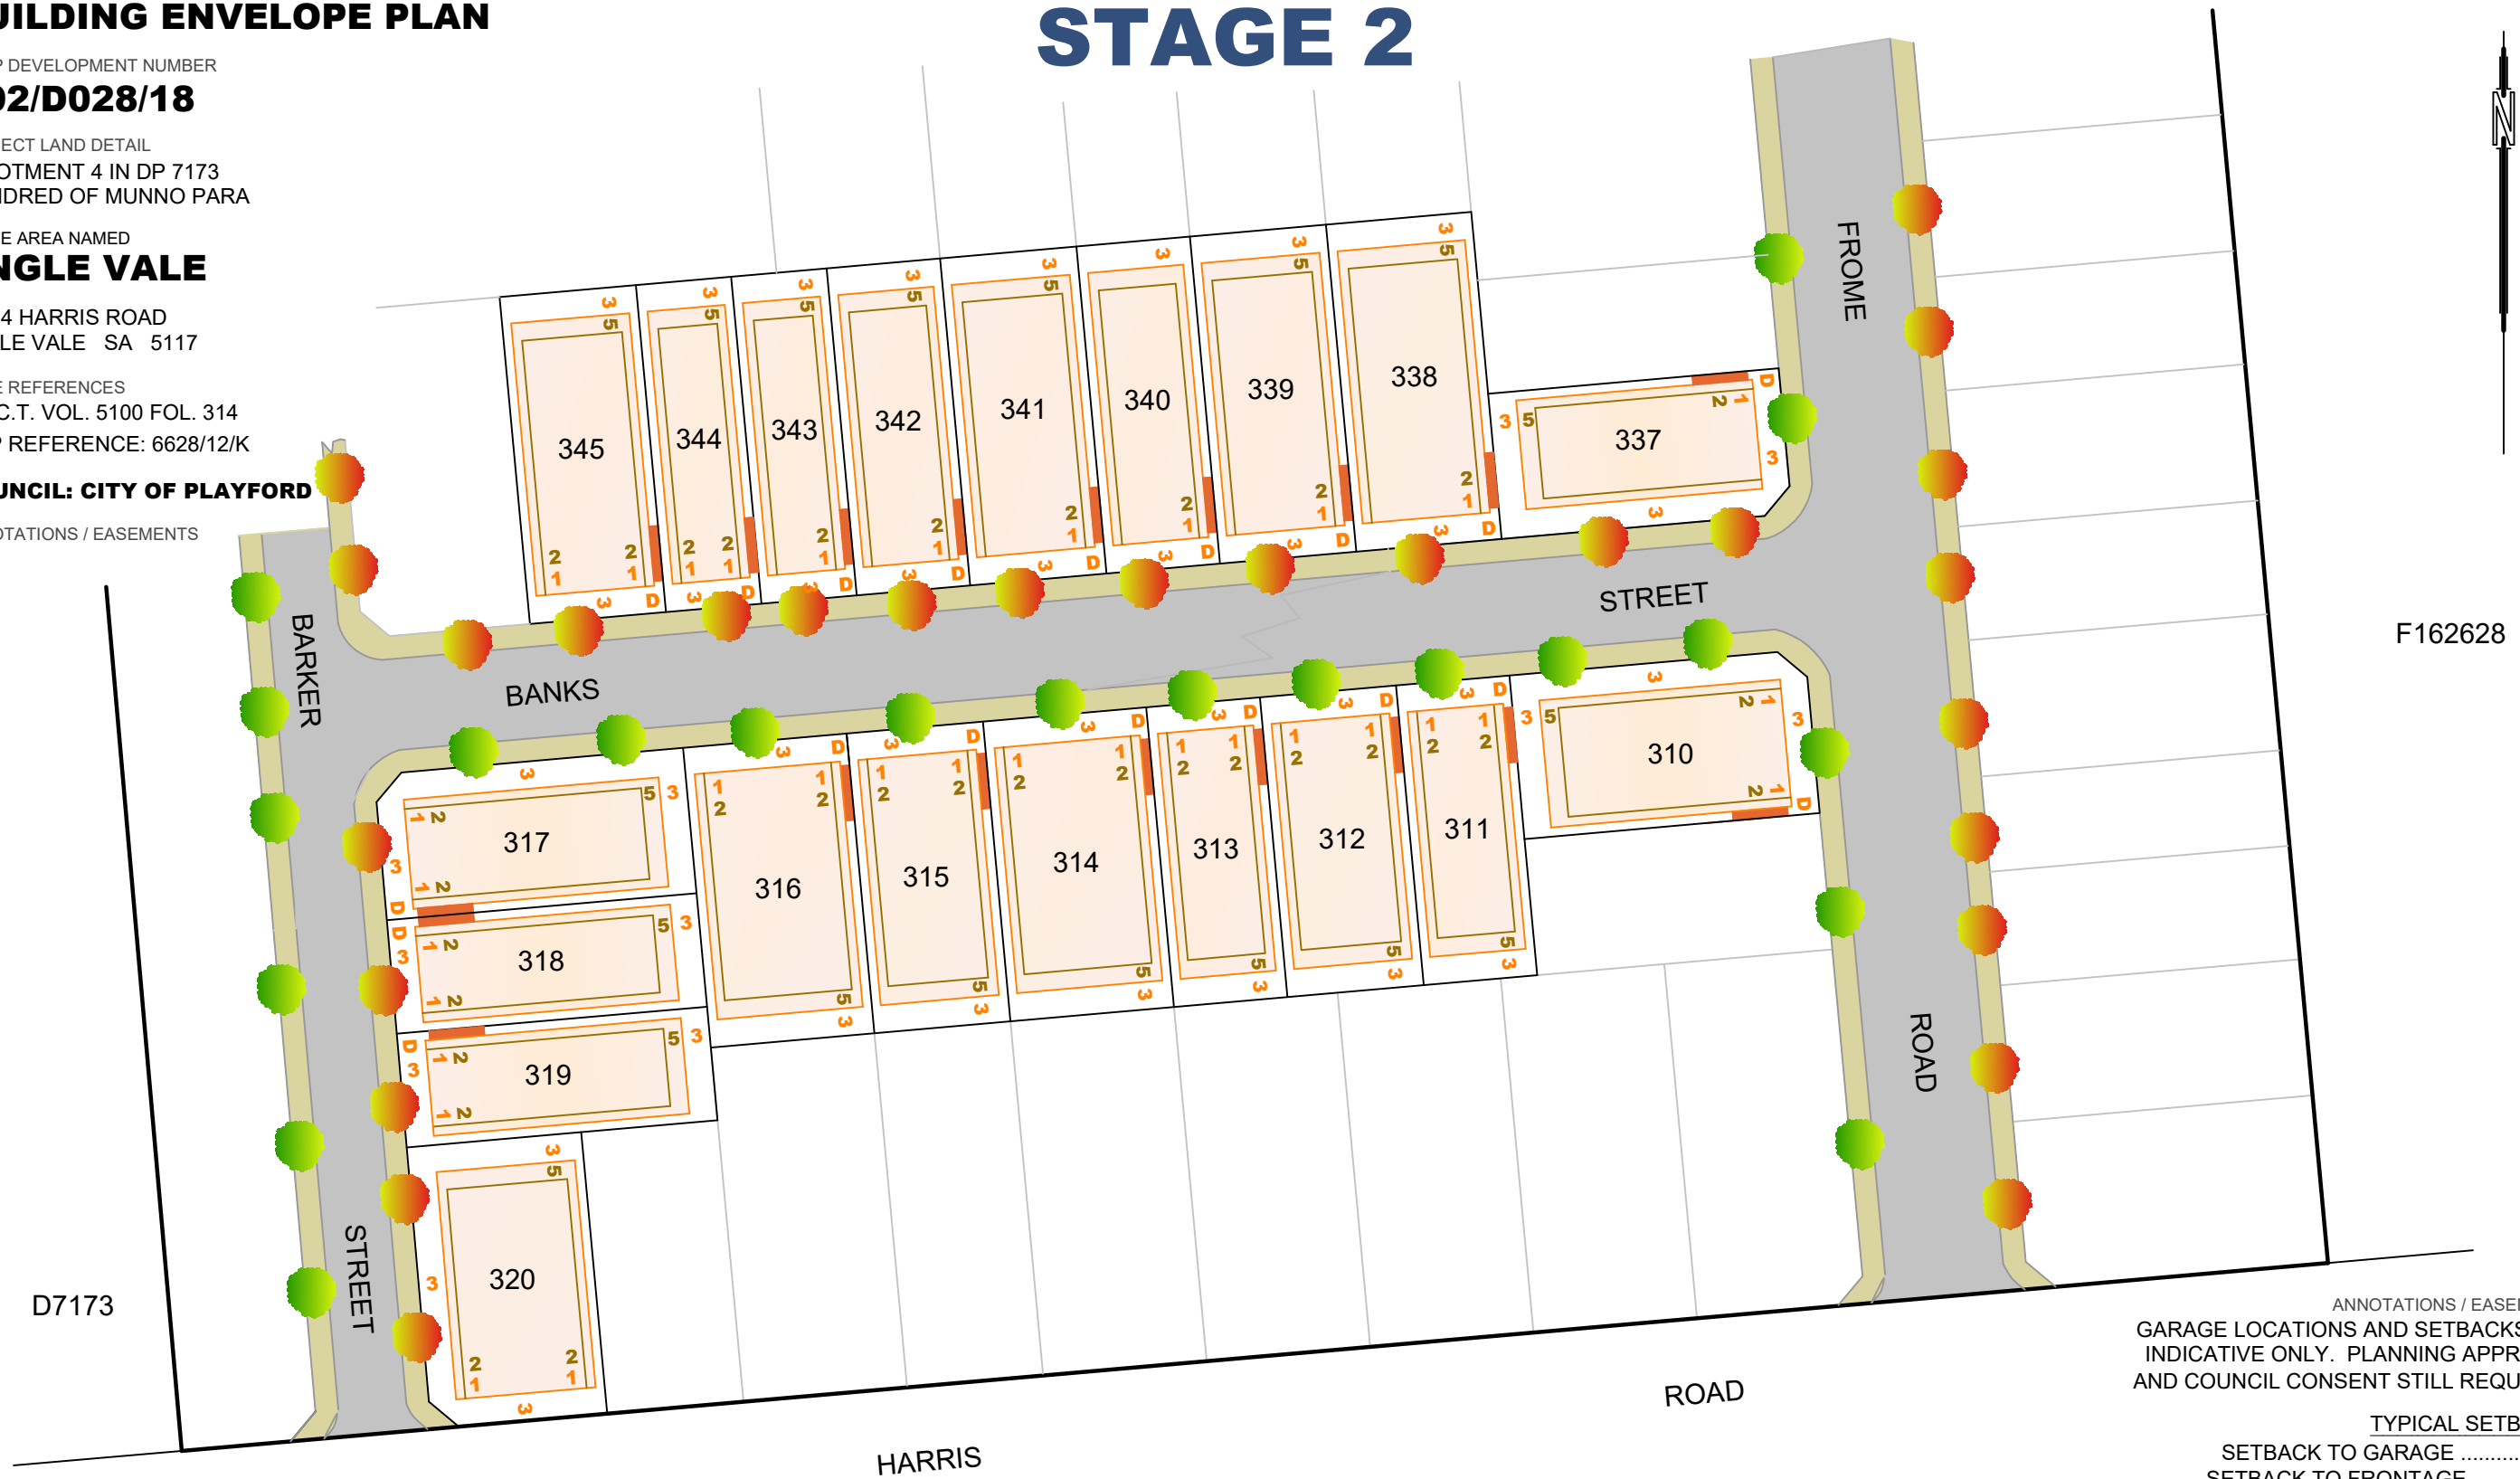 UILDING ENVELOPE PLAN
STAGE 2
P DEVELOPMENT NUMBER
02/D028/18
ECT LAND DETAIL
OTMENT 4 IN DP 7173
NDRED OF MUNNO PARA
E AREA NAMED
NGLE VALE
4 HARRIS ROAD
LE VALE SA 5117
E REFERENCES
C.T. VOL. 5100 FOL. 314
P REFERENCE: 6628/12/K
UNCIL: CITY OF PLAYFORD
OTATIONS / EASEMENTS
N
FROME
ROAD
BARKER
STREET
BANKS
STREET
HARRIS
ROAD
345
344
343
342
341
340
339
338
337
317
318
319
320
316
315
314
313
312
311
310
F162628
D7173
ANNOTATIONS / EASE
GARAGE LOCATIONS AND SETBACKS
INDICATIVE ONLY. PLANNING APPR
AND COUNCIL CONSENT STILL REQU
TYPICAL SETB
SETBACK TO GARAGE ..........
SETBACK TO FRONTAGE